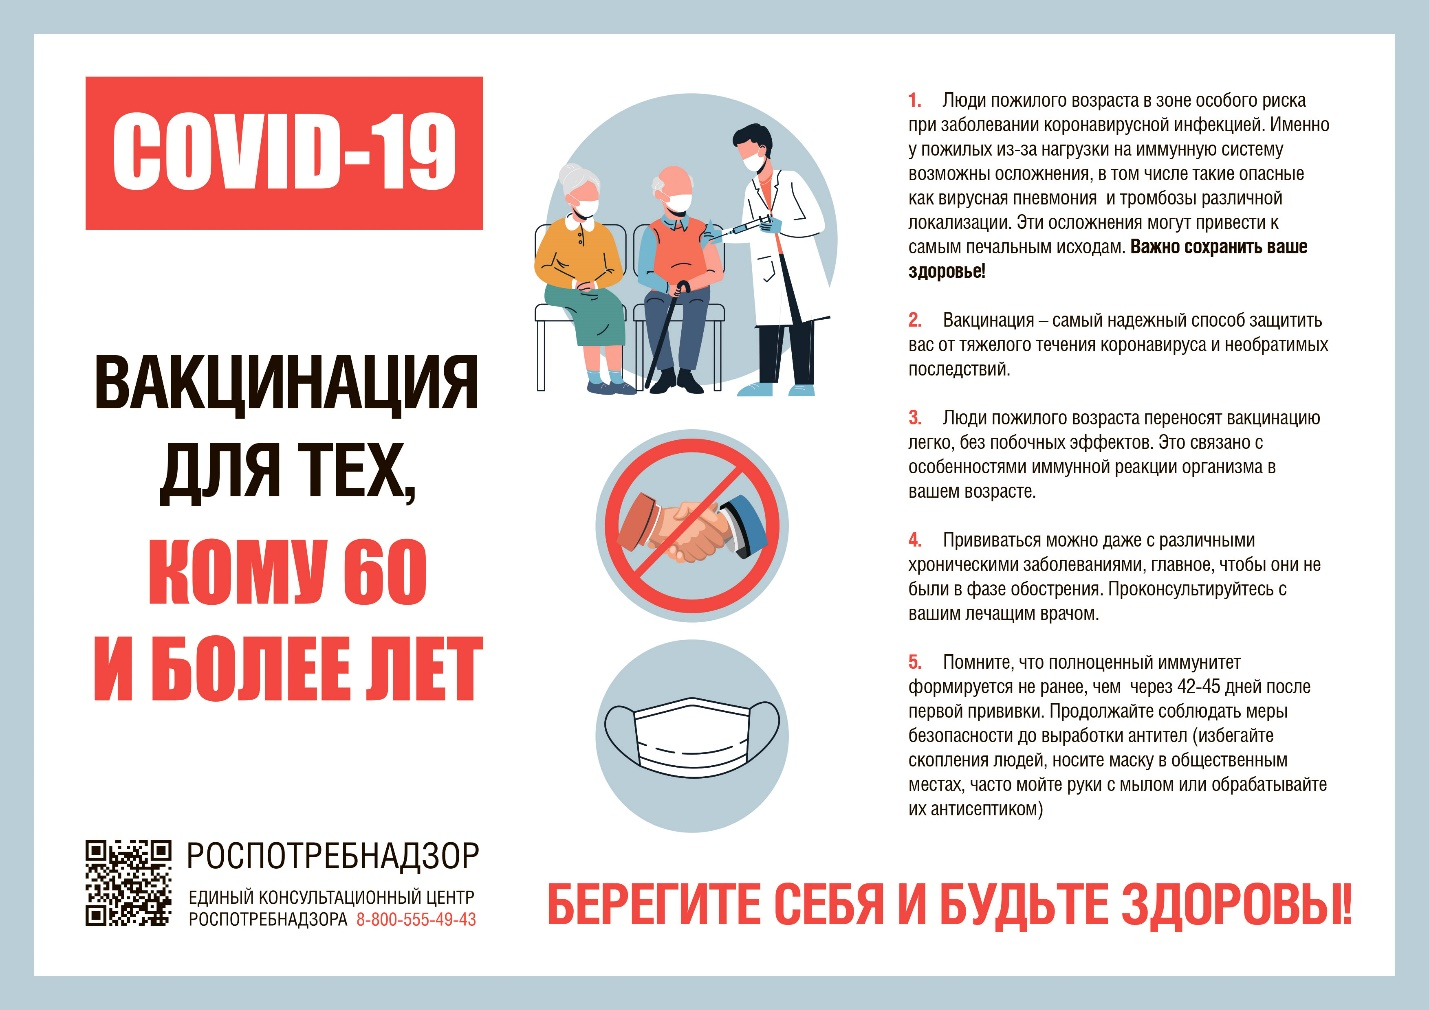 COVID-19
ВАКЦИНАЦИЯ
ДЛЯ ТЕХ,
КОМУ 60
И БОЛЕЕ ЛЕТ
РОСПОТРЕБНАДЗОР
ЕДИНЫЙ КОНСУЛЬТАЦИОННЫЙ ЦЕНТР
РОСПОТРЕБНАДЗОРА 8-800-555-49-43
1. Люди пожилого возраста в зоне особого риска
при заболевании коронавирусной инфекцией. Именно
у пожилых из-за нагрузки на иммунную систему
возможны осложнения, в том числе такие опасные
как вирусная пневмония и тромбозы различной
локализации. Эти осложнения могут привести к
самым печальным исходам. Важно сохранить ваше
здоровье!
2. Вакцинация – самый надежный способ защитить
вас от тяжелого течения коронавируса и необратимых
последствий.
3. Люди пожилого возраста переносят вакцинацию
легко, без побочных эффектов. Это связано с
особенностями иммунной реакции организма в
вашем возрасте.
4. Прививаться можно даже с различными
хроническими заболеваниями, главное, чтобы они не
были в фазе обострения. Проконсультируйтесь с
вашим лечащим врачом.
5. Помните, что полноценный иммунитет
формируется не ранее, чем через 42-45 дней после
первой прививки. Продолжайте соблюдать меры
безопасности до выработки антител (избегайте
скопления людей, носите маску в общественным
местах, часто мойте руки с мылом или обрабатывайте
их антисептиком)
БЕРЕГИТЕ СЕБЯ И БУДЬТЕ ЗДОРОВЫ!